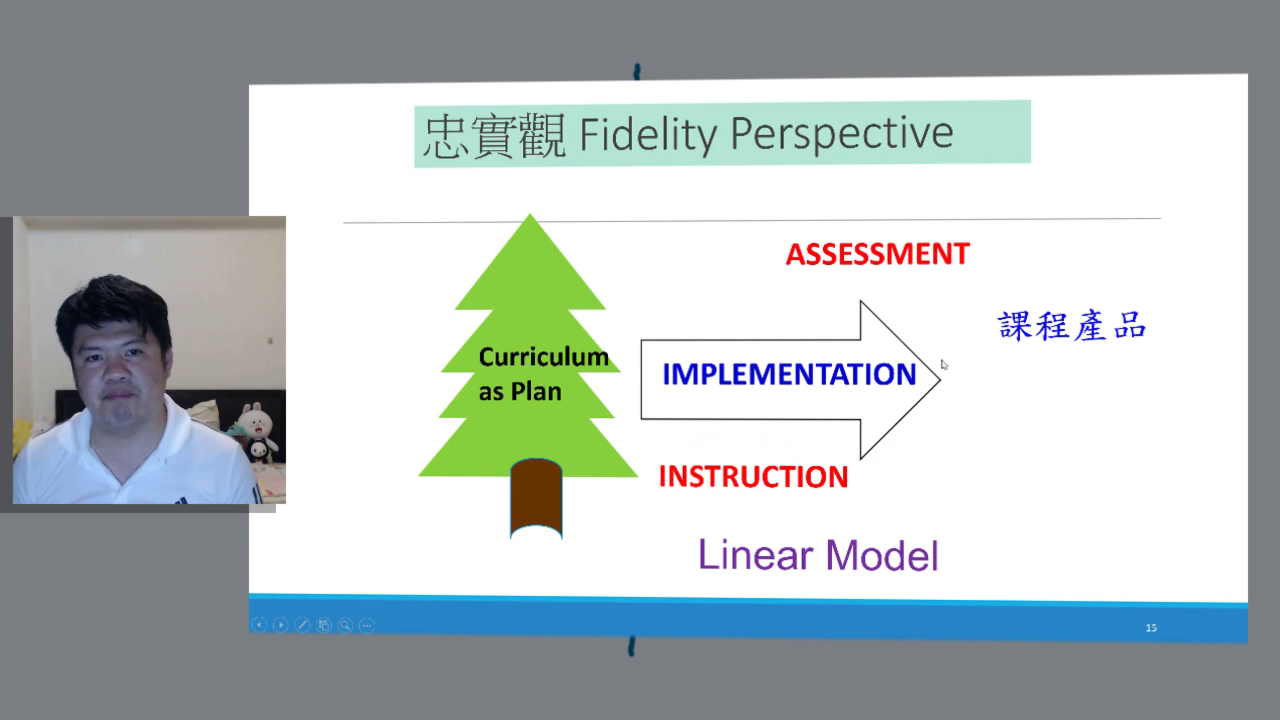 忠實觀 Fidelity Perspective
ASSESSMENT
課程產品
Curriculum
as Plan
IMPLEMENTATION
INSTRUCTION
Linear Model
15